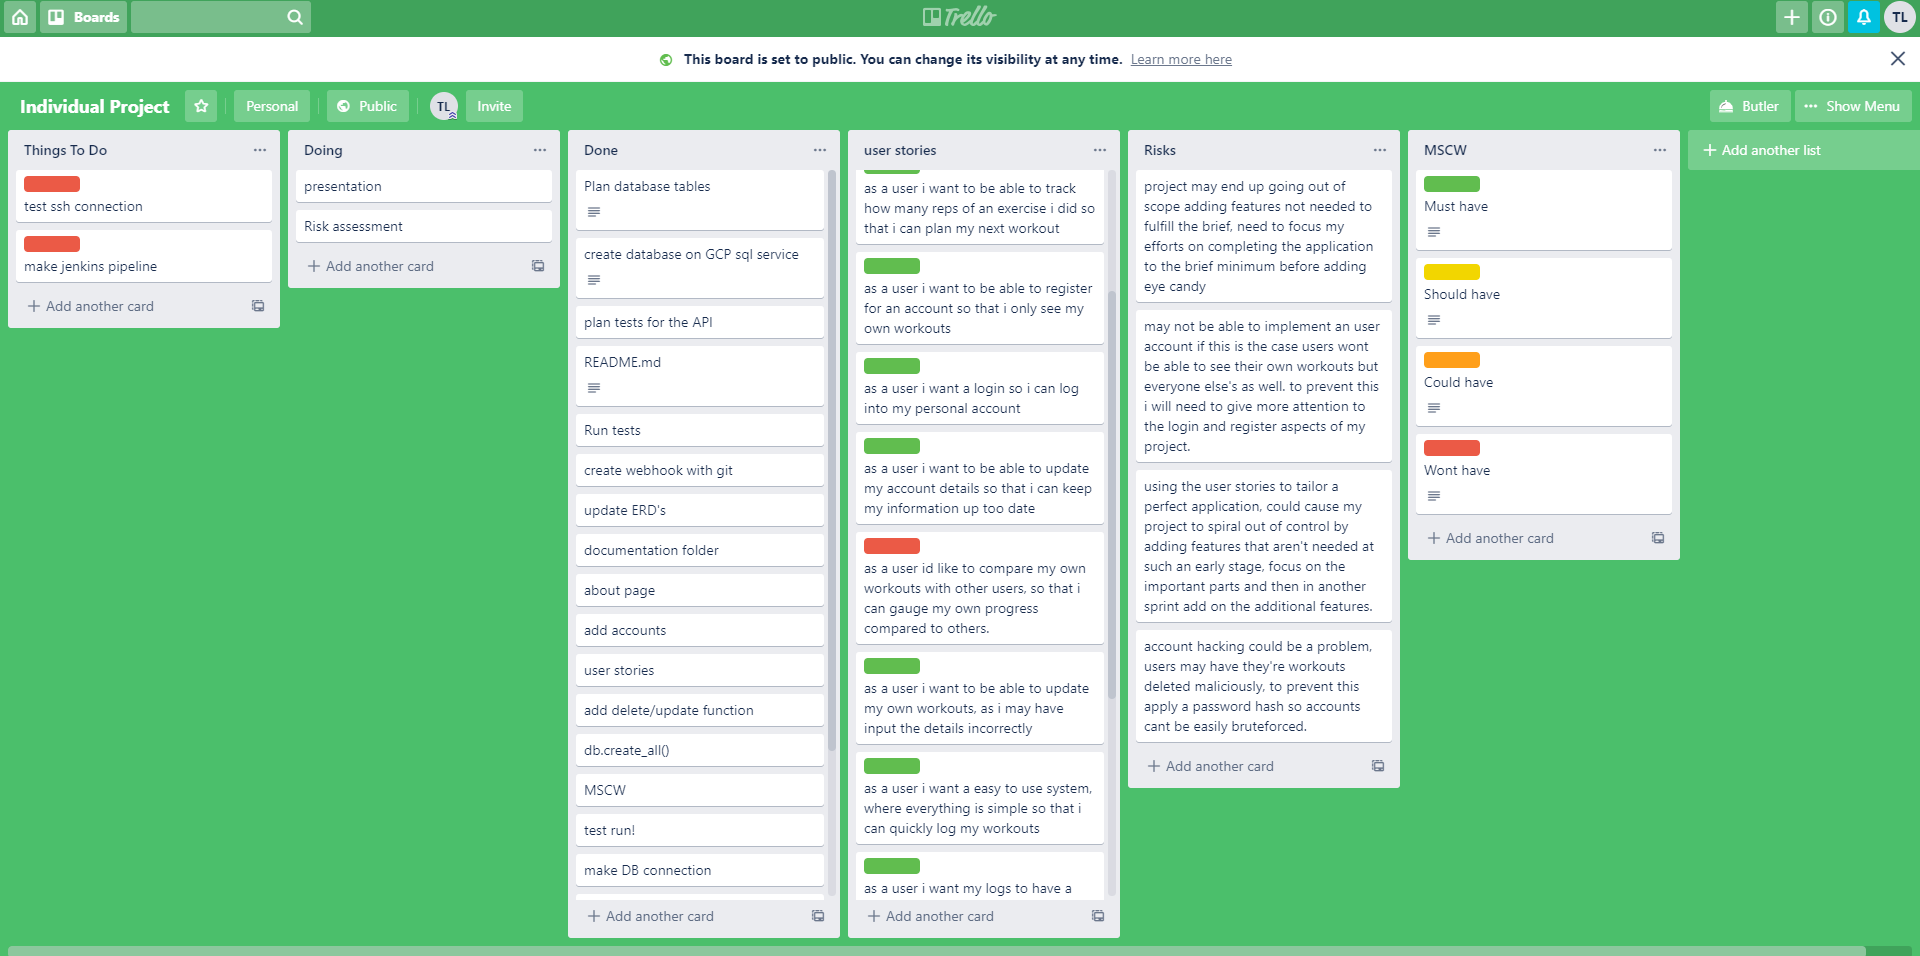 Boards
Trello
TL
This board is set to public. You can change its visibility at any time. Learn more here
Individual Project
Personal
Public
TL
Invite
Butler
Show Menu
Things To Do
test ssh connection
make jenkins pipeline
Add another card
Doing
presentation
Risk assessment
Add another card
Done
Plan database tables
create database on GCP sql service
plan tests for the API
README.md
Run tests
create webhook with git
update ERD's
documentation folder
about page
add accounts
user stories
add delete/update function
db.create_all()
MSCW
test run!
make DB connection
Add another card
user stories
as a user i want to be able to track
how many reps of an exercise i did so
that i can plan my next workout
as a user i want to be able to register
for an account so that i only see my
own workouts
as a user i want a login so i can log
into my personal account
as a user i want to be able to update
my account details so that i can keep
my information up too date
as a user id like to compare my own
workouts with other users, so that i
can gauge my own progress
compared to others.
as a user i want to be able to update
my own workouts, as i may have
input the details incorrectly
as a user i want a easy to use system,
where everything is simple so that i
can quickly log my workouts
as a user i want my logs to have a
Add another card
Risks
project may end up going out of
scope adding features not needed to
fulfill the brief, need to focus my
efforts on completing the application
to the brief minimum before adding
eye candy
may not be able to implement an user
account if this is the case users wont
be able to see their own workouts but
everyone else's as well. to prevent this
i will need to give more attention to
the login and register aspects of my
project.
using the user stories to tailor a
perfect application, could cause my
project to spiral out of control by
adding features that aren't needed at
such an early stage, focus on the
important parts and then in another
sprint add on the additional features.
account hacking could be a problem,
users may have they're workouts
deleted maliciously, to prevent this
apply a password hash so accounts
cant be easily bruteforced.
Add another card
MSCW
Must have
Should have
Could have
Wont have
Add another card
Add another list